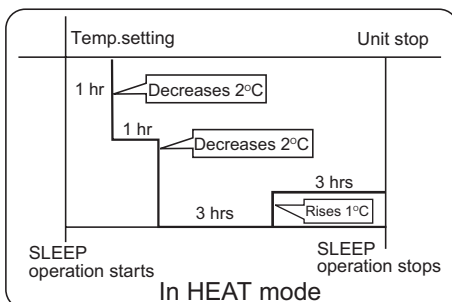 Temp.setting
Unit stop
1 hr
Decreases 2°C
1 hr
Decreases 2°C
3 hrs
3 hrs
Rises 1°C
SLEEP
operation starts
SLEEP
operation stops
In HEAT mode